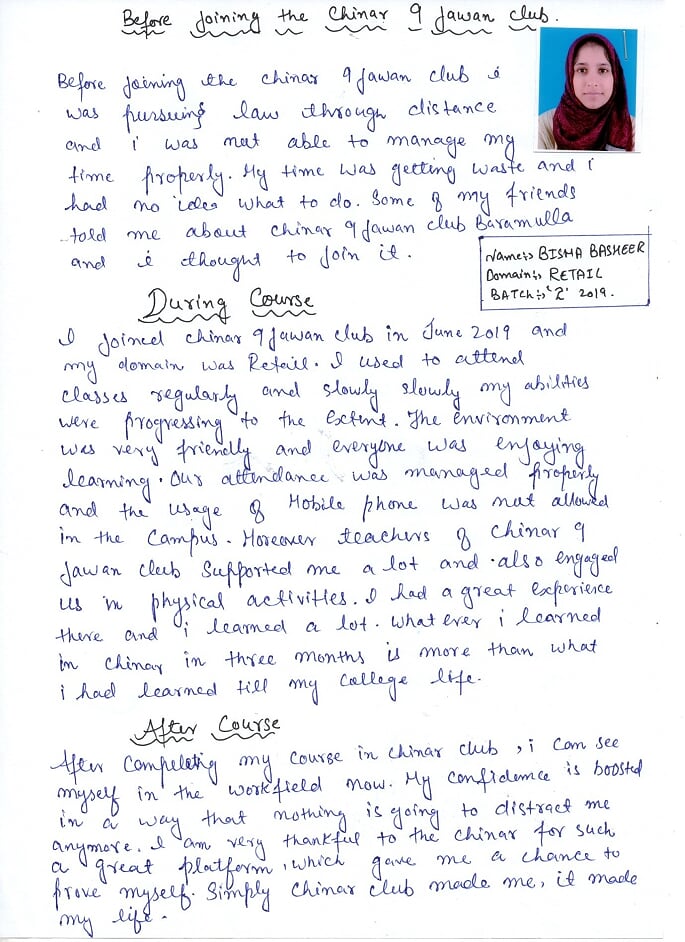 Before Joining the Chinar 9 Jawan club.
Before joining the chinar 9 Jawan club i
was pursuing law through distance
and i was not able to manage my
time properly. My time was getting waste and i
had no idea what to do. Some of my friends
told me about chinar 9 Jawan club Baramulla
and i thought to join it.
Name:> BISMA BASHEER
Domain:> RETAIL
BATCH:> 'Z' 2019.
During Course
I joined chinar 9 Jawan club in June 2019 and
my domain was Retail. I used to attend
classes regularly and slowly slowly my abilities
were progressing to the extent. The environment
was very friendly and everyone was enjoying
learning. Our attendance was managed properly
and the usage of Mobile phone was not allowed
in the Campus. Moreover teachers of Chinar 9
Jawan club Supported me a lot and also engaged
us in physical activities. I had a great experience
there and i learned a lot. what ever i learned
in chinar in three months is more than what
i had learned till my College life.
After Course
After Completing my Course in chinar club, i can see
myself in the workfield now. My confidence is boosted
in a way that nothing is going to distract me
anymore. I am very thankful to the chinar for such
a great platform, which gave me a chance to
prove myself. Simply chinar club made me, it made
my life.